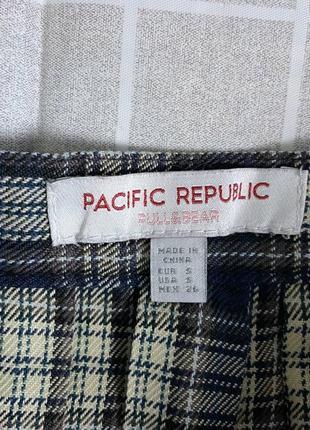 PACIFIC REPUBLIC
PULL&BEAR
MADE IN
CHINA
EUR S
USA S
MEX 26